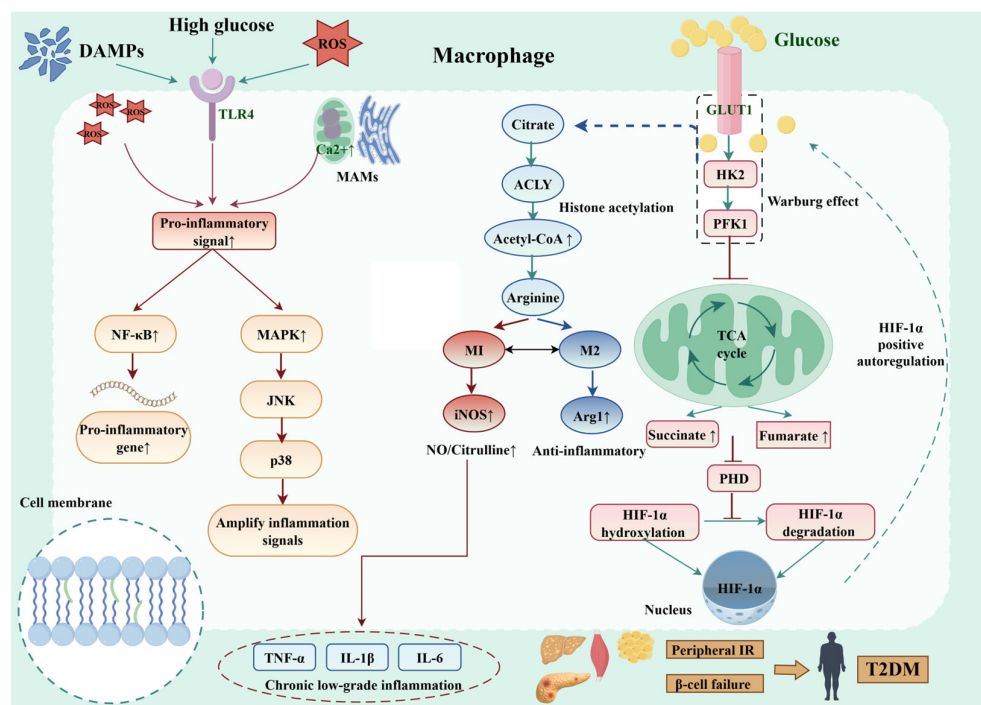 High glucose
DAMPs
ROS
Macrophage
Glucose
TLR4
ROS
ROS
ROS
Ca2+↑
MAMs
GLUT1
Citrate
HK2
ACLY
Warburg effect
Histone acetylation
PFK1
Pro-inflammatory
signal↑
Acetyl-CoA ↑
Arginine
NF-κB↑
MAPK↑
MI
M2
TCA
cycle
HIF-1α
positive
autoregulation
JNK
iNOS↑
Arg1↑
Pro-inflammatory
gene↑
Succinate ↑
Fumarate ↑
NO/Citrulline↑
Anti-inflammatory
p38
PHD
Cell membrane
Amplify inflammation
signals
HIF-1α
hydroxylation
HIF-1α
degradation
HIF-1α
Nucleus
TNF-α
IL-1β
IL-6
Chronic low-grade inflammation
Peripheral IR
β-cell failure
T2DM